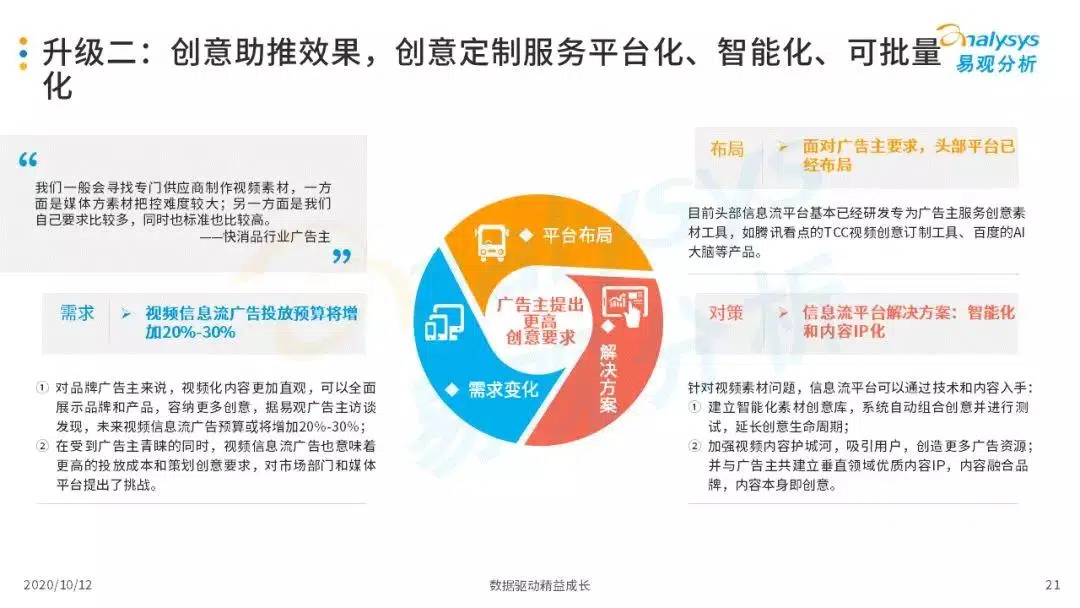 升级二：创意助推效果，创意定制服务平台化、智能化、可批量
化
analysys
易观分析
“
我们一般会寻找专门供应商制作视频素材，一方
面是媒体方素材把控难度较大；另一方面是我们
自己要求比较多，同时也标准也比较高。
——快消品行业广告主
”
需求
➢ 视频信息流广告投放预算将增
加20%-30%
① 对品牌广告主来说，视频化内容更加直观，可以全面
展示品牌和产品，容纳更多创意，据易观广告主访谈
发现，未来视频信息流广告预算或将增加20%-30%；
② 在受到广告主青睐的同时，视频信息流广告也意味着
更高的投放成本和策划创意要求，对市场部门和媒体
平台提出了挑战。
◆ 平台布局
广告主提出
更高
创意要求
◆ 需求变化
◆ 解决方案
布局
➢ 面对广告主要求，头部平台已
经布局
目前头部信息流平台基本已经研发专为广告主服务创意素
材工具，如腾讯看点的TCC视频创意订制工具、百度的AI
大脑等产品。
对策
➢ 信息流平台解决方案：智能化
和内容IP化
针对视频素材问题，信息流平台可以通过技术和内容入手：
① 建立智能化素材创意库，系统自动组合创意并进行测
试，延长创意生命周期；
② 加强视频内容护城河，吸引用户，创造更多广告资源；
并与广告主共建立垂直领域优质内容IP，内容融合品
牌，内容本身即创意。
2020/10/12
数据驱动精益成长
21